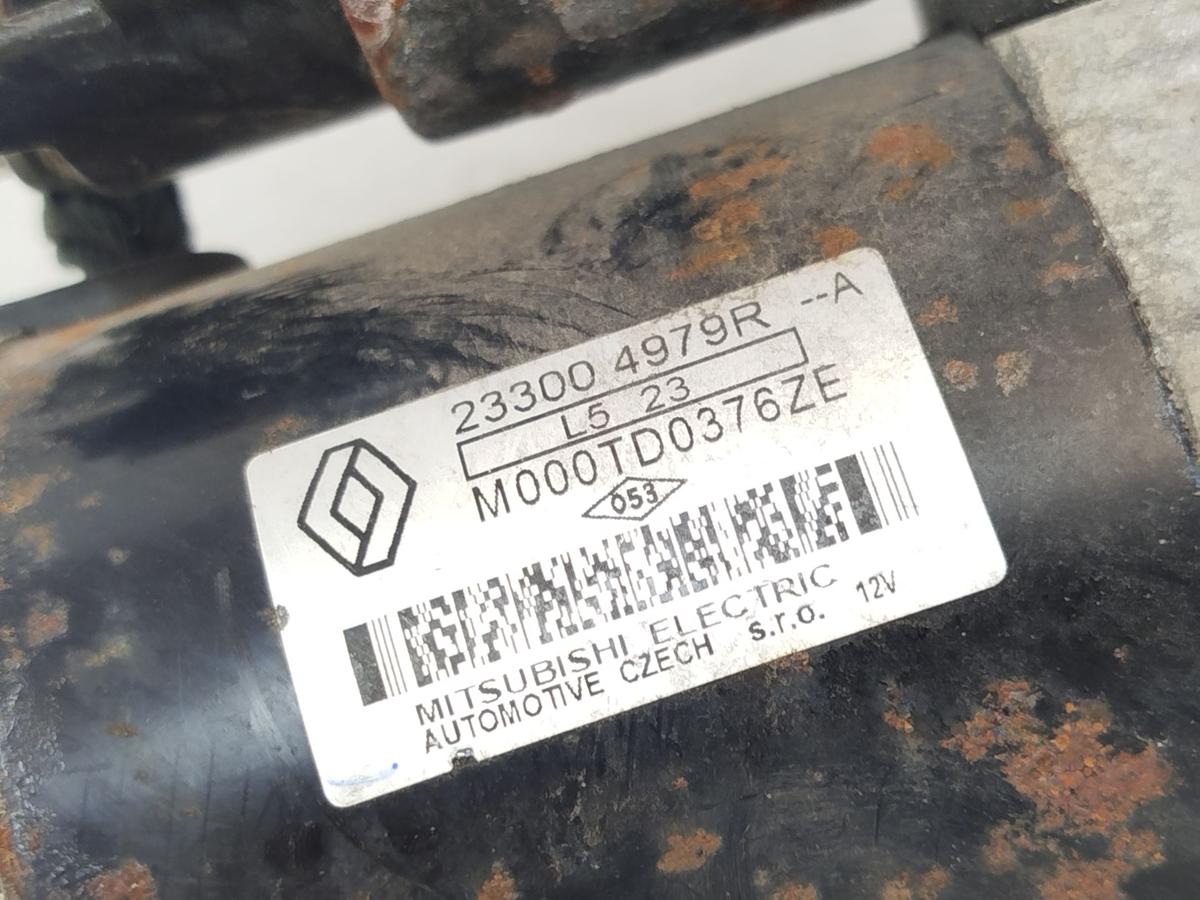 23300 4979R --A
L5 23
M000TD0376ZE
053
MITSUBISHI ELECTRIC
AUTOMOTIVE CZECH s.r.o. 12V